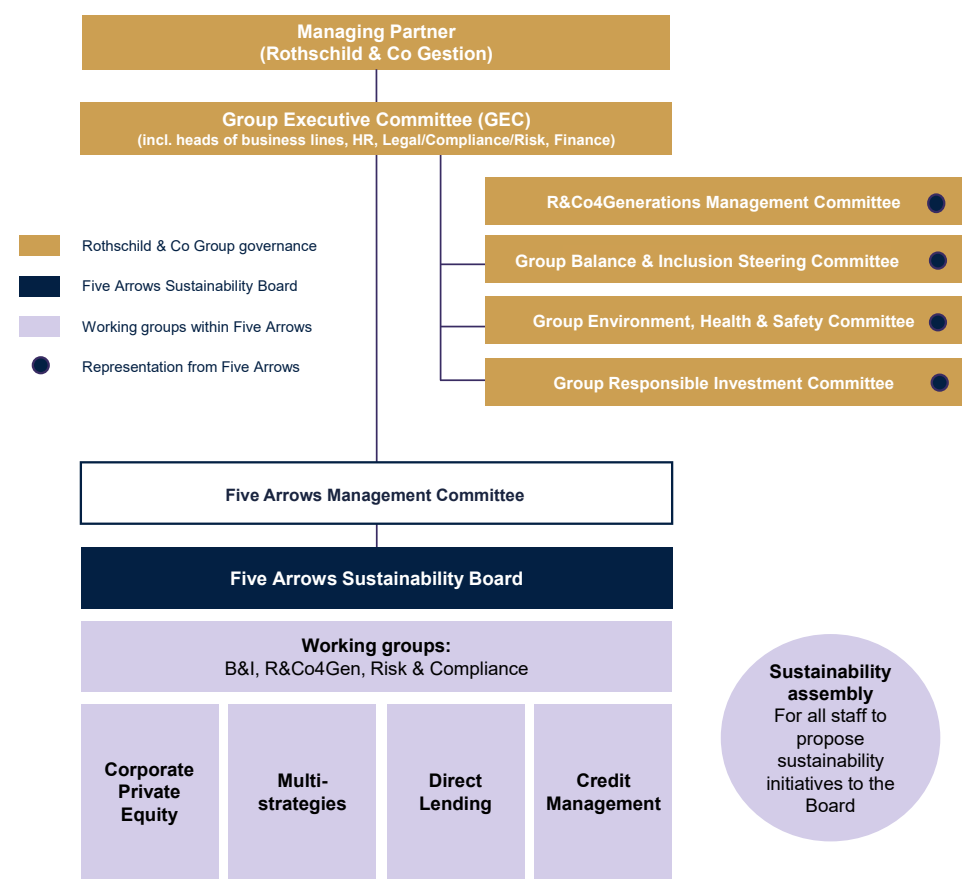 Managing Partner
(Rothschild & Co Gestion)
Group Executive Committee (GEC)
(incl. heads of business lines, HR, Legal/Compliance/Risk, Finance)
R&Co4Generations Management Committee
Group Balance & Inclusion Steering Committee
Group Environment, Health & Safety Committee
Group Responsible Investment Committee
Rothschild & Co Group governance
Five Arrows Sustainability Board
Working groups within Five Arrows
Representation from Five Arrows
Five Arrows Management Committee
Five Arrows Sustainability Board
Working groups:
B&I, R&Co4Gen, Risk & Compliance
Corporate
Private
Equity
Multi-
strategies
Direct
Lending
Credit
Management
Sustainability
assembly
For all staff to
propose
sustainability
initiatives to the
Board